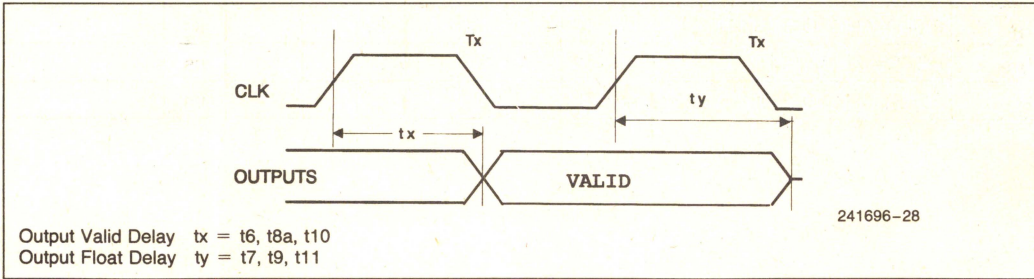 Tx Tx
CLK
ty
tx
OUTPUTS VALID
241696-28
Output Valid Delay tx = t6, t8a, t10
Output Float Delay ty = t7, t9, t11